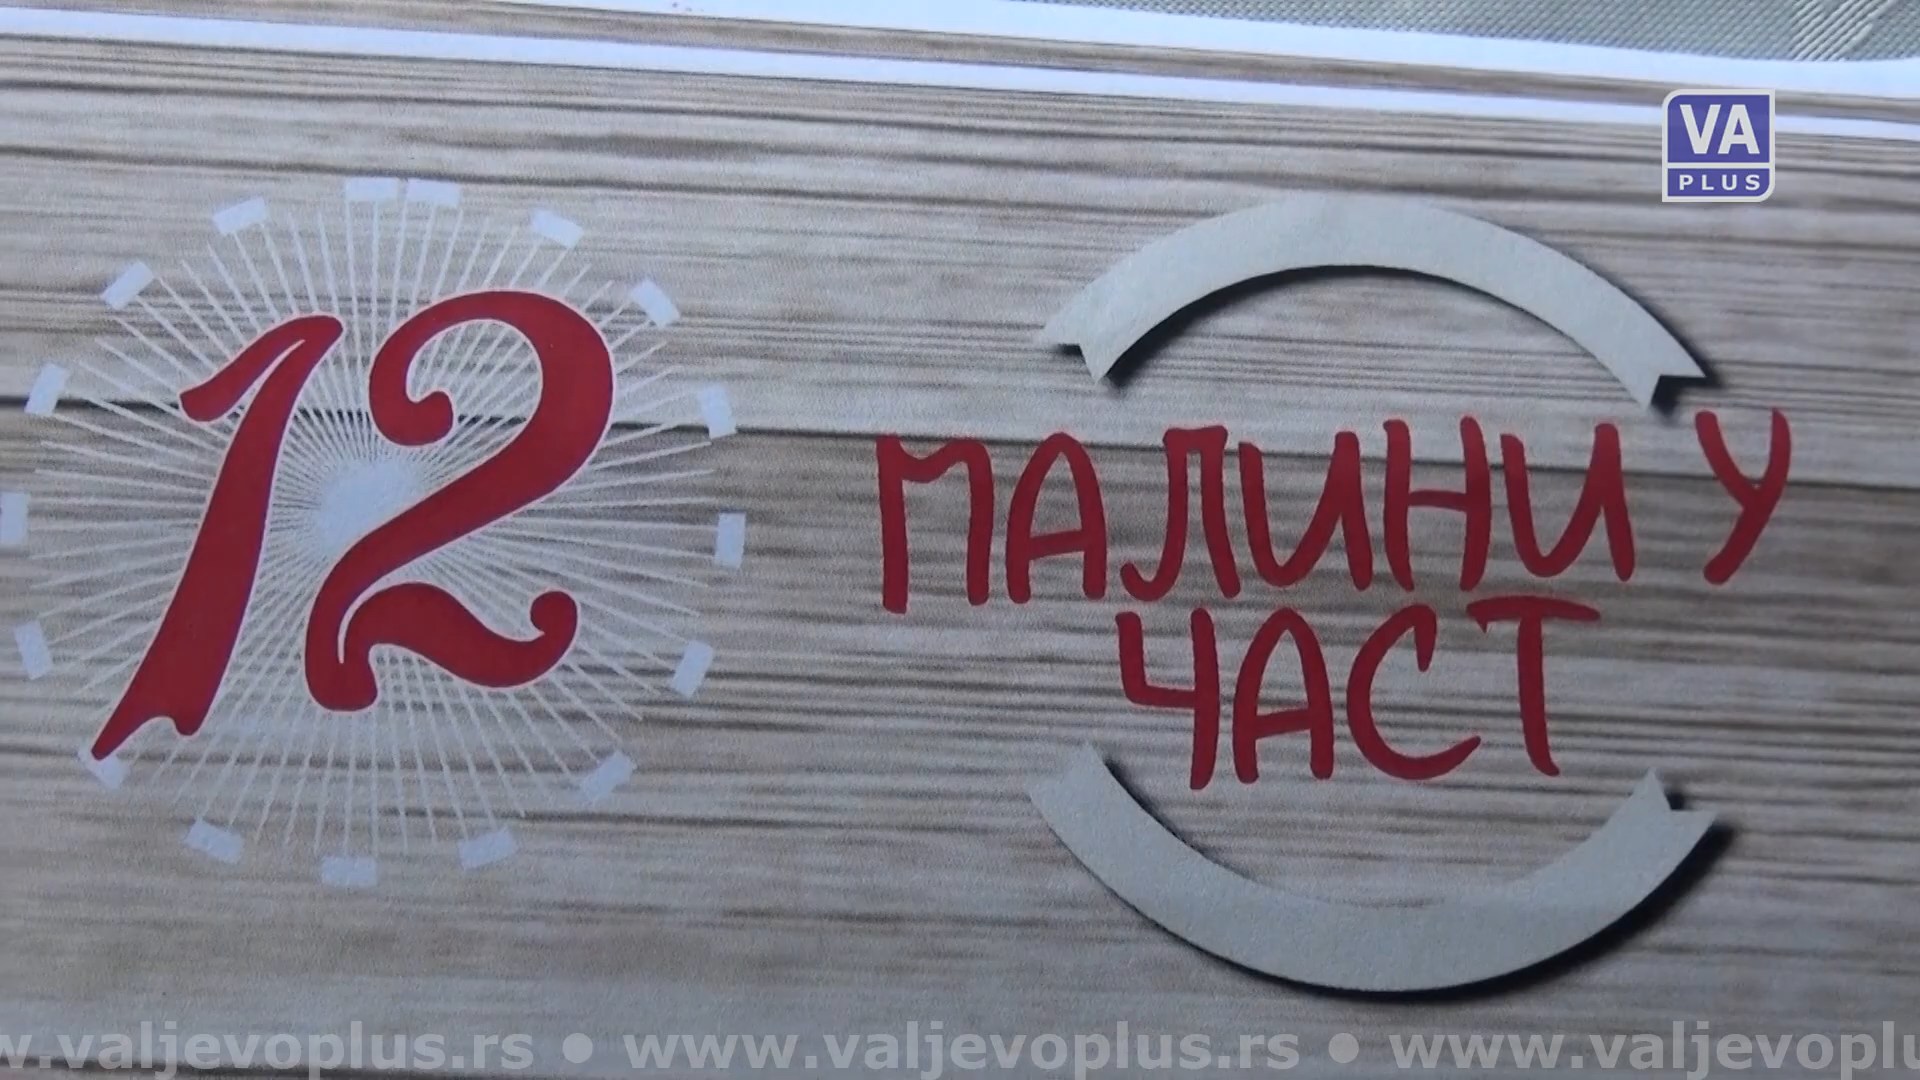 VA
PLUS
12
МАЛИНИ У
ЧАСТ
w.valjevoplus.rs • www.valjevoplus.rs • www.valjevoplu